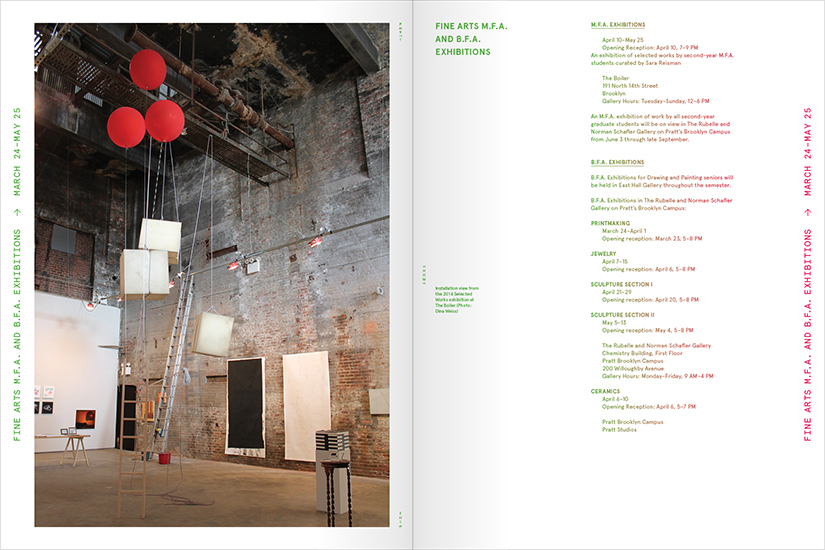 FINE ARTS M.F.A. AND B.F.A. EXHIBITIONS → MARCH 24–MAY 25
FINE ARTS M.F.A.
AND B.F.A.
EXHIBITIONS
Installation view from
the 2014 Selected
Works exhibition at
The Boiler (Photo:
Dina Weiss)
M.F.A. EXHIBITIONS
April 10–May 25
Opening Reception: April 10, 7–9 PM
An exhibition of selected works by second-year M.F.A.
students curated by Sara Reisman
The Boiler
191 North 14th Street
Brooklyn
Gallery Hours: Tuesday–Sunday, 12–6 PM
An M.F.A. exhibition of work by all second-year
graduate students will be on view in The Rubelle and
Norman Schafler Gallery on Pratt's Brooklyn Campus
from June 3 through late September.
B.F.A. EXHIBITIONS
B.F.A. Exhibitions for Drawing and Painting seniors will
be held in East Hall Gallery throughout the semester.
B.F.A. Exhibitions in The Rubelle and Norman Schafler
Gallery on Pratt's Brooklyn Campus:
PRINTMAKING
March 24–April 1
Opening reception: March 23, 5–8 PM
JEWELRY
April 7–15
Opening reception: April 6, 5–8 PM
SCULPTURE SECTION I
April 21–29
Opening reception: April 20, 5–8 PM
SCULPTURE SECTION II
May 5–13
Opening reception: May 4, 5–8 PM
The Rubelle and Norman Schafler Gallery
Chemistry Building, First Floor
Pratt Brooklyn Campus
200 Willoughby Avenue
Gallery Hours: Monday–Friday, 9 AM–4 PM
CERAMICS
April 6–10
Opening Reception: April 6, 5–7 PM
Pratt Brooklyn Campus
Pratt Studios
FINE ARTS M.F.A. AND B.F.A. EXHIBITIONS → MARCH 24–MAY 25